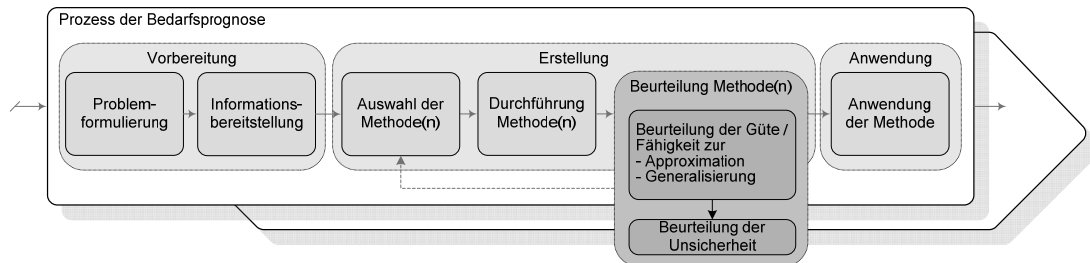 Prozess der Bedarfsprognose
Vorbereitung
Problem-
formulierung
Informations-
bereitstellung
Erstellung
Auswahl der
Methode(n)
Durchführung
Methode(n)
Beurteilung Methode(n)
Beurteilung der Güte /
Fähigkeit zur
- Approximation
- Generalisierung
Beurteilung der
Unsicherheit
Anwendung
Anwendung
der Methode